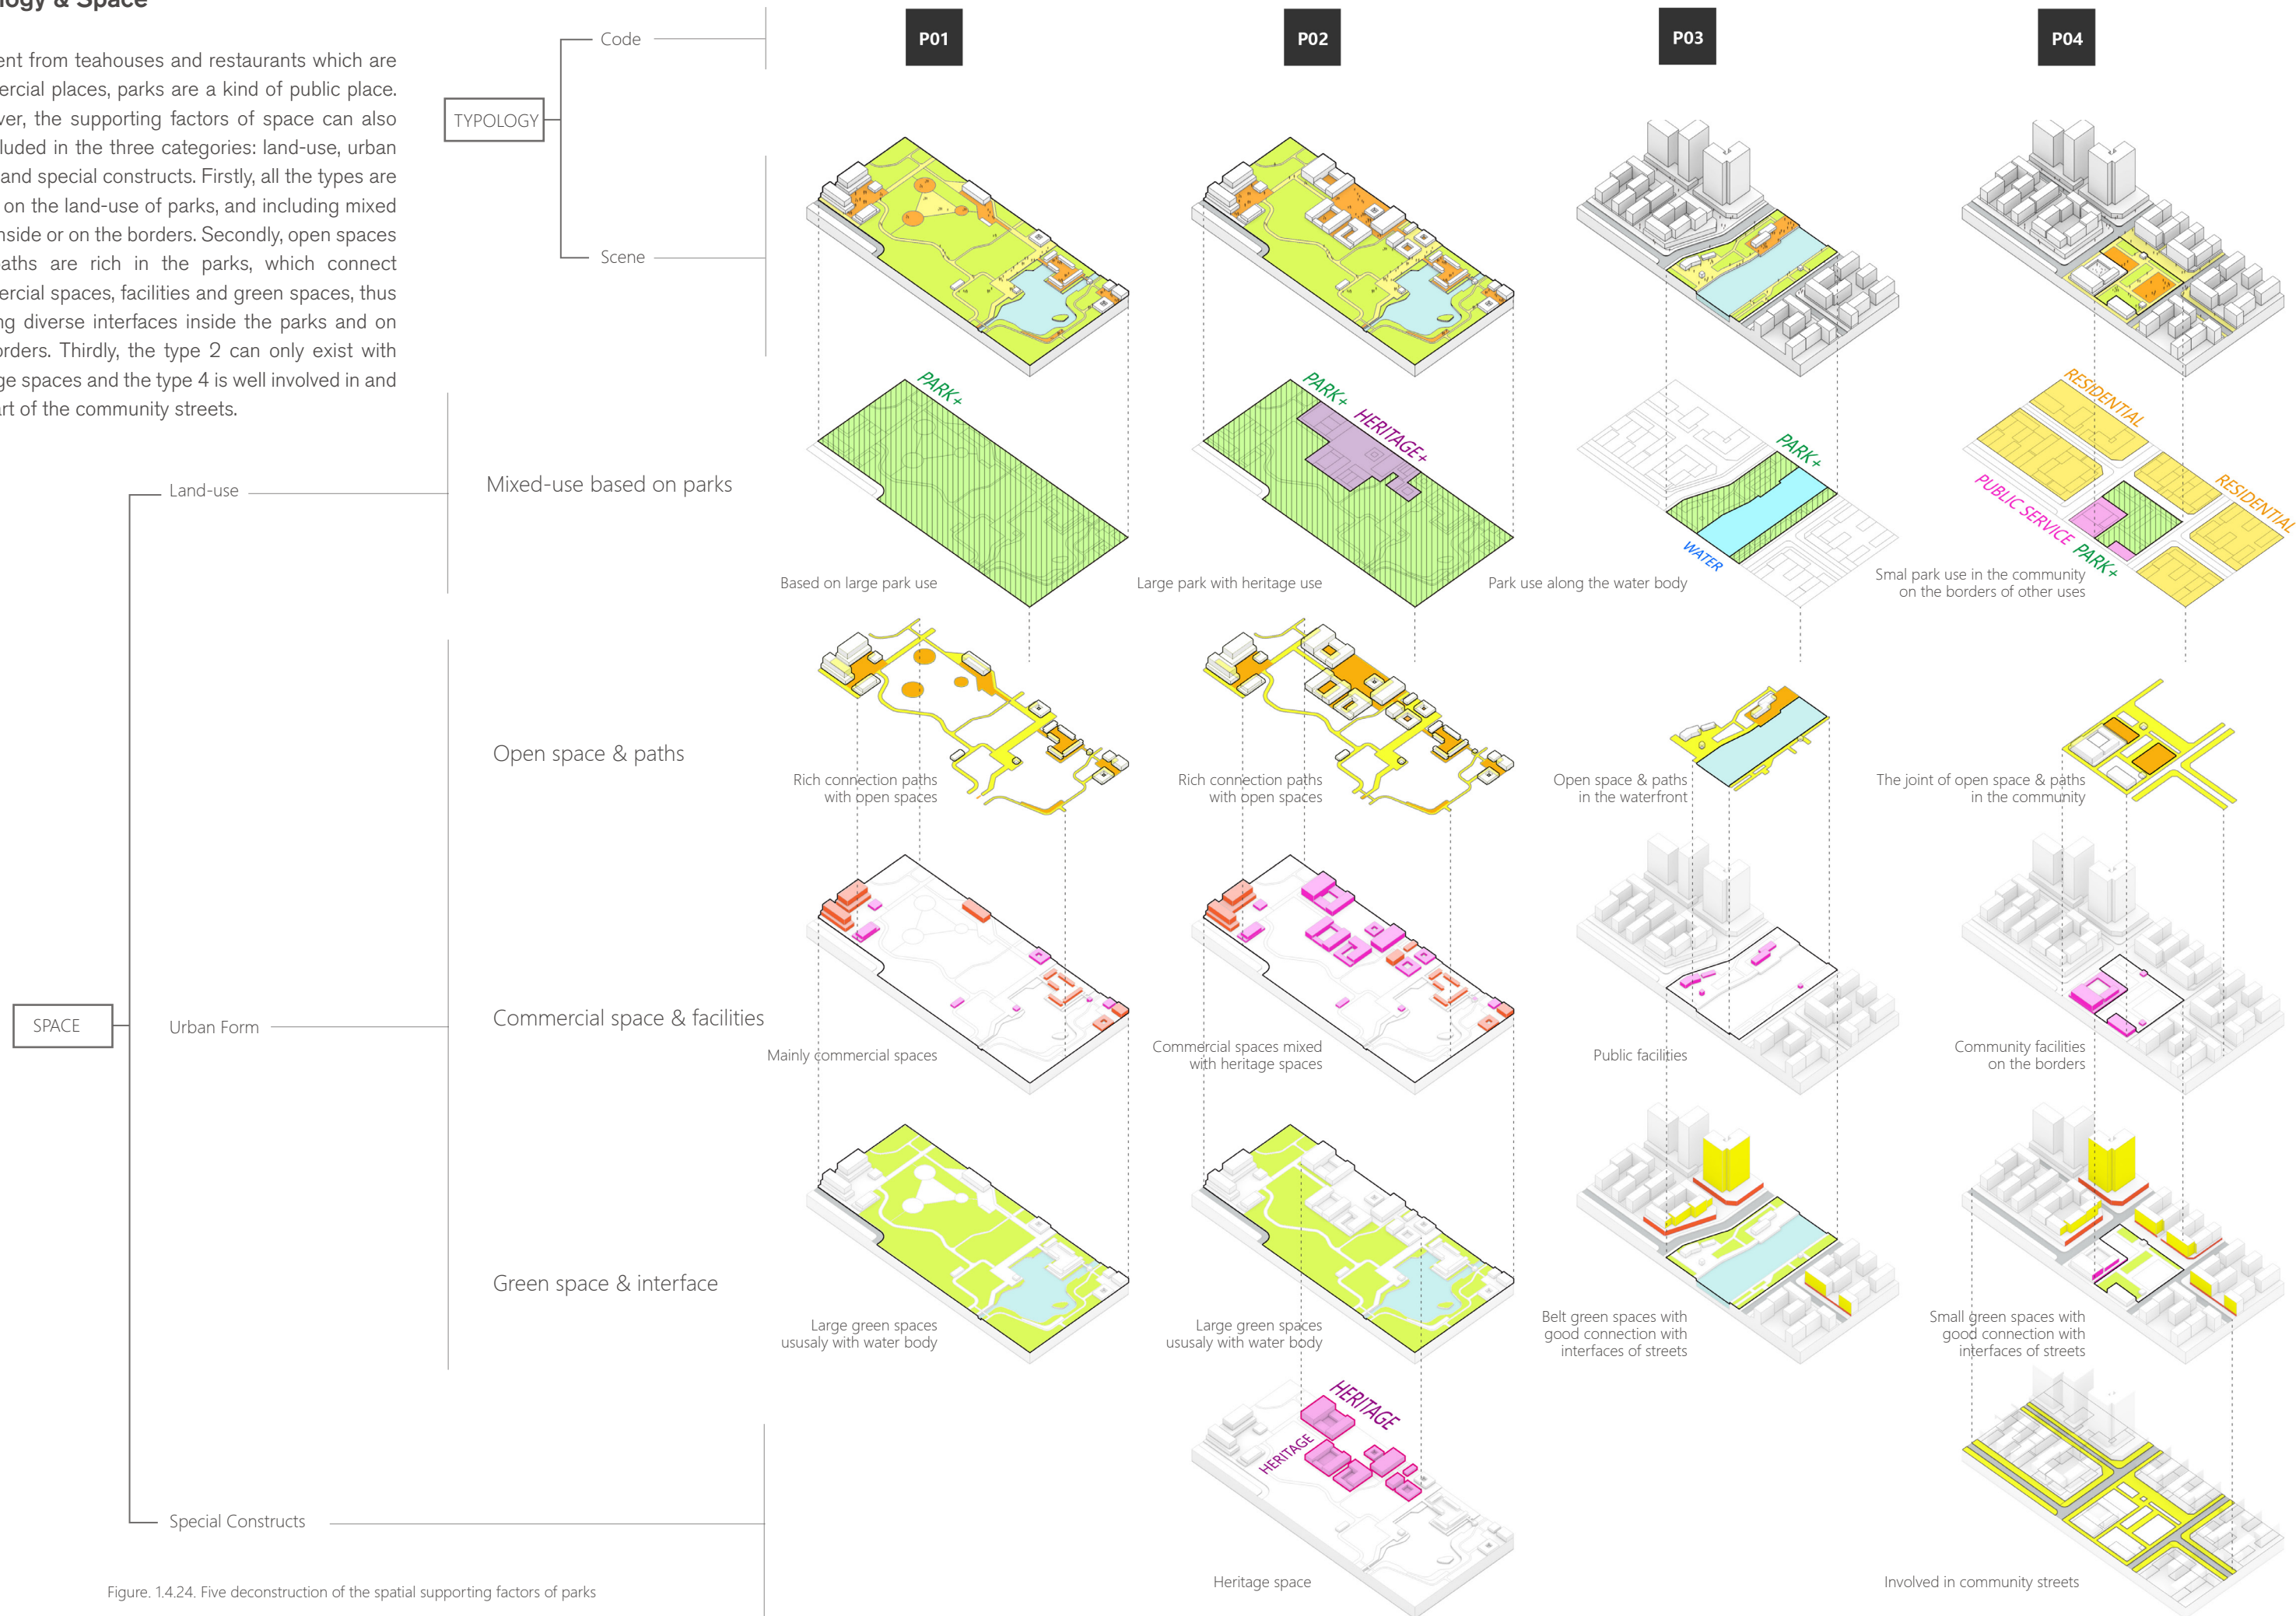 ology & Space
ent from teahouses and restaurants which are
ercial places, parks are a kind of public place.
ver, the supporting factors of space can also
luded in the three categories: land-use, urban
and special constructs. Firstly, all the types are
on the land-use of parks, and including mixed
nside or on the borders. Secondly, open spaces
aths are rich in the parks, which connect
ercial spaces, facilities and green spaces, thus
ng diverse interfaces inside the parks and on
orders. Thirdly, the type 2 can only exist with
ge spaces and the type 4 is well involved in and
art of the community streets.
TYPOLOGY
Code
Scene
P01
P02
P03
P04
SPACE
Land-use
Mixed-use based on parks
PARK+
Based on large park use
PARK+
HERITAGE+
Large park with heritage use
PARK+
WATER
Park use along the water body
RESIDENTIAL
RESIDENTIAL
PUBLIC SERVICE
PARK+
Smal park use in the community
on the borders of other uses
Urban Form
Open space & paths
Rich connection paths
with open spaces
Rich connection paths
with open spaces
Open space & paths
in the waterfront
The joint of open space & paths
in the community
Commercial space & facilities
Mainly commercial spaces
Commercial spaces mixed
with heritage spaces
Public facilities
Community facilities
on the borders
Green space & interface
Large green spaces
ususaly with water body
Large green spaces
ususaly with water body
Belt green spaces with
good connection with
interfaces of streets
Small green spaces with
good connection with
interfaces of streets
Special Constructs
HERITAGE
HERITAGE
Heritage space
Involved in community streets
Figure. 1.4.24. Five deconstruction of the spatial supporting factors of parks